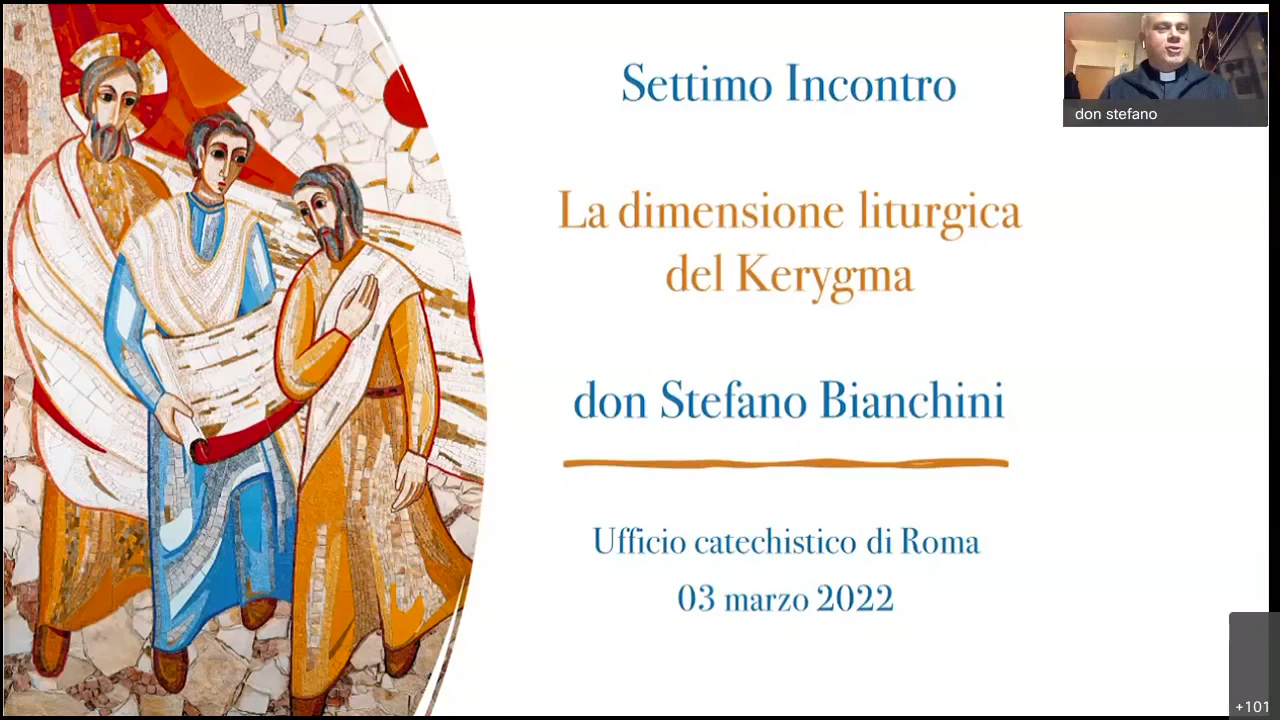 Settimo Incontro
don stefano
La dimensione liturgica
del Kerygma
don Stefano Bianchini
Ufficio catechistico di Roma
03 marzo 2022
+101